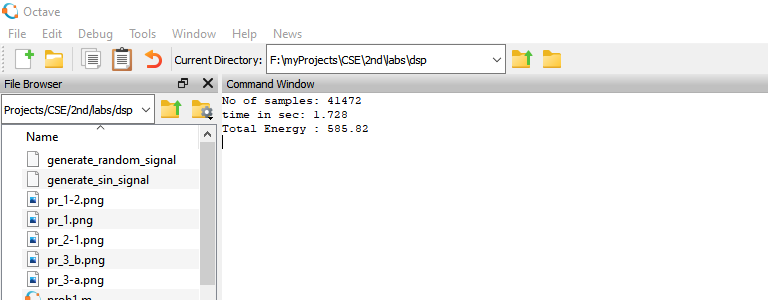 Octave
File Edit Debug Tools Window Help News
Current Directory: F:\myProjects\CSE\2nd\labs\dsp
File Browser
Command Window
Projects/CSE/2nd/labs/dsp
No of samples: 41472
time in sec: 1.728
Total Energy : 585.82
Name
generate_random_signal
generate_sin_signal
pr_1-2.png
pr_1.png
pr_2-1.png
pr_3_b.png
pr_3-a.png
prob1.m